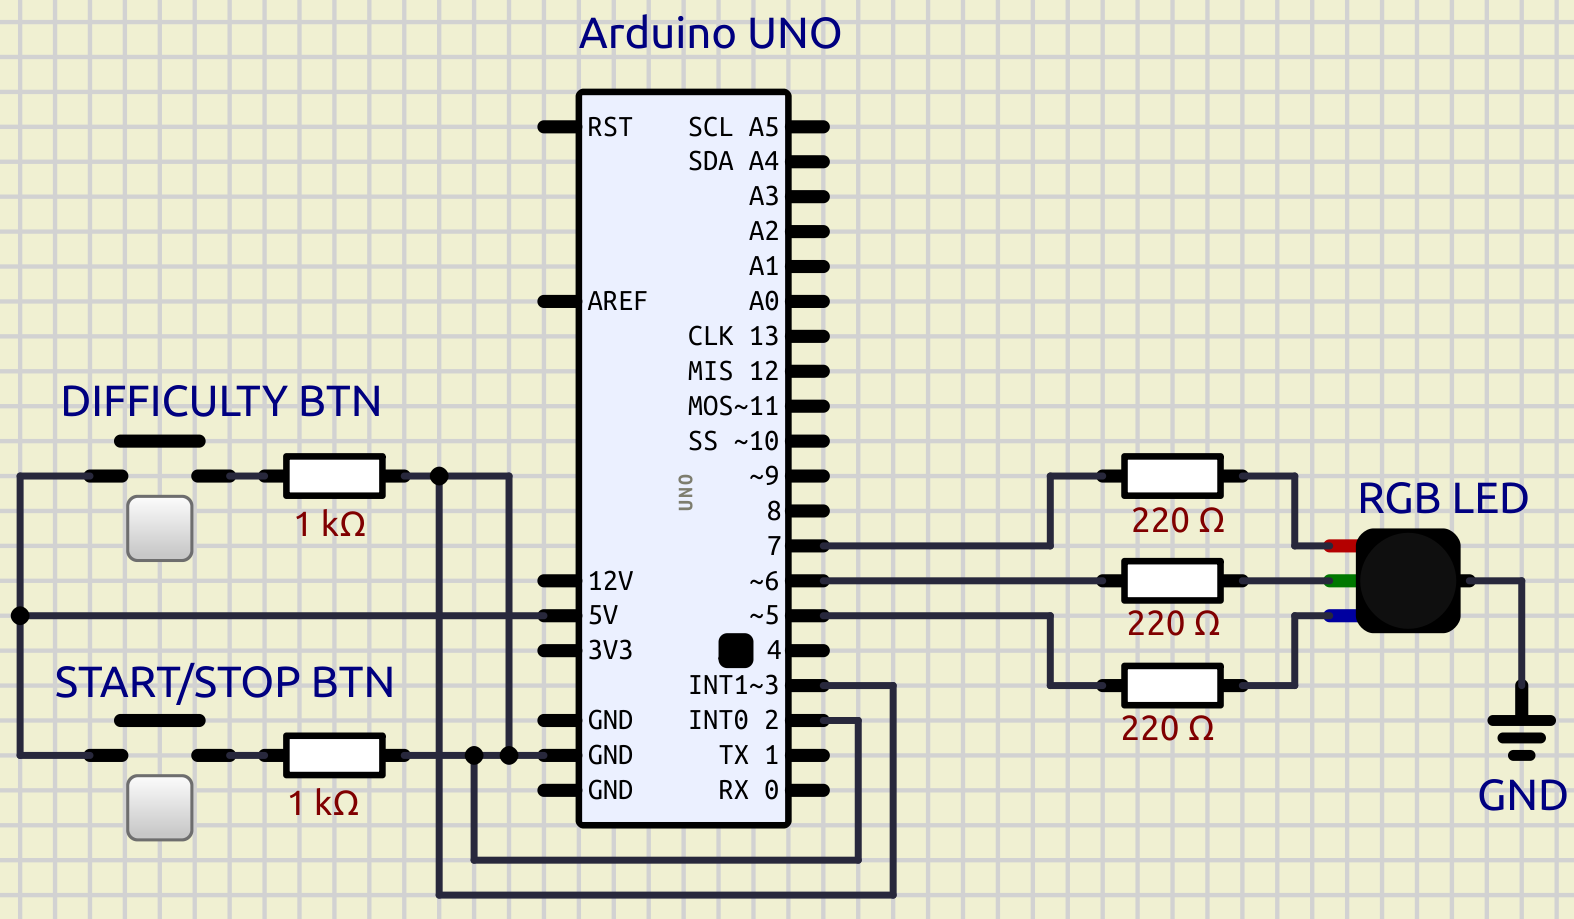 Arduino UNO
RST
SCL A5
SDA A4
A3
A2
A1
AREF
A0
CLK 13
MIS 12
DIFFICULTY BTN
MOS~11
SS ~10
~9
UNO
8
1 kΩ
7
220 Ω
RGB LED
12V
~6
5V
~5
220 Ω
3V3
4
START/STOP BTN
INT1~3
GND
INT0 2
220 Ω
GND
TX 1
GND
RX 0
1 kΩ
GND